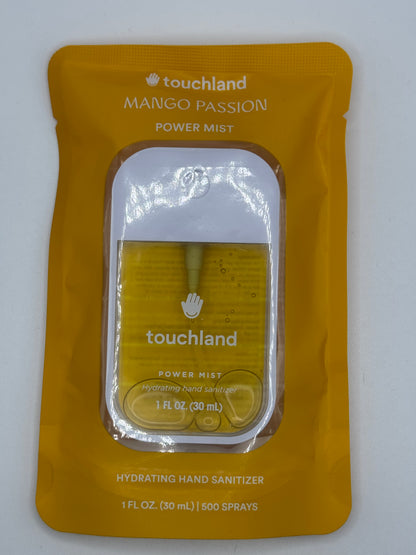 touchland
MANGO PASSION
POWER MIST
touchland
POWER MIST
Hydrating hand sanitizer
1 FL OZ. (30 mL)
HYDRATING HAND SANITIZER
1 FL OZ. (30 mL) | 500 SPRAYS